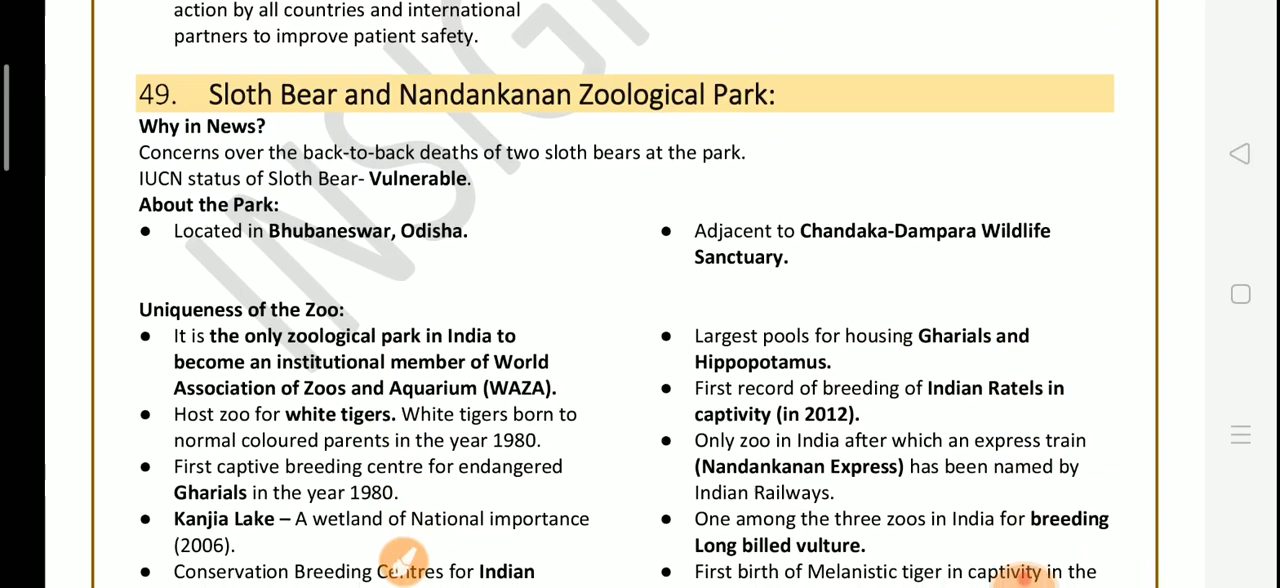 action by all countries and international
partners to improve patient safety.
49. Sloth Bear and Nandankanan Zoological Park:
Why in News?
Concerns over the back-to-back deaths of two sloth bears at the park.
IUCN status of Sloth Bear- Vulnerable.
About the Park:
● Located in Bhubaneswar, Odisha.
● Adjacent to Chandaka-Dampara Wildlife
Sanctuary.
Uniqueness of the Zoo:
● It is the only zoological park in India to
become an institutional member of World
Association of Zoos and Aquarium (WAZA).
● Host zoo for white tigers. White tigers born to
normal coloured parents in the year 1980.
● First captive breeding centre for endangered
Gharials in the year 1980.
● Kanjia Lake – A wetland of National importance
(2006).
● Conservation Breeding Centres for Indian
● Largest pools for housing Gharials and
Hippopotamus.
● First record of breeding of Indian Ratels in
captivity (in 2012).
● Only zoo in India after which an express train
(Nandankanan Express) has been named by
Indian Railways.
● One among the three zoos in India for breeding
Long billed vulture.
● First birth of Melanistic tiger in captivity in the